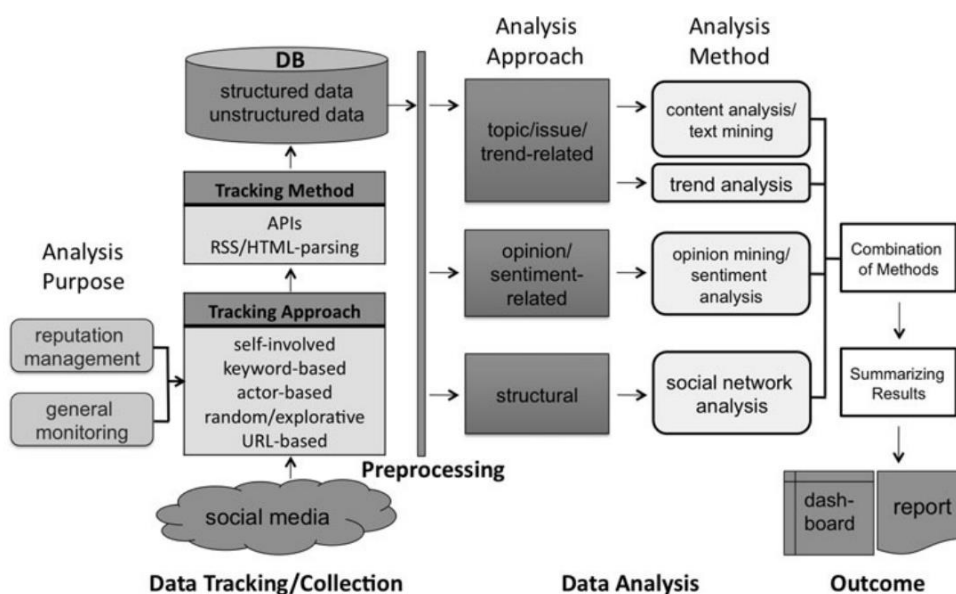 DB
structured data
unstructured data
Tracking Method
APIs
RSS/HTML-parsing
Analysis
Purpose
reputation
management
general
monitoring
Tracking Approach
self-involved
keyword-based
actor-based
random/explorative
URL-based
social media
Data Tracking/Collection
Preprocessing
Analysis
Approach
topic/issue/
trend-related
opinion/
sentiment-
related
structural
Analysis
Method
content analysis/
text mining
trend analysis
opinion mining/
sentiment
analysis
social network
analysis
Data Analysis
Combination
of Methods
Summarizing
Results
dash-
board
report
Outcome